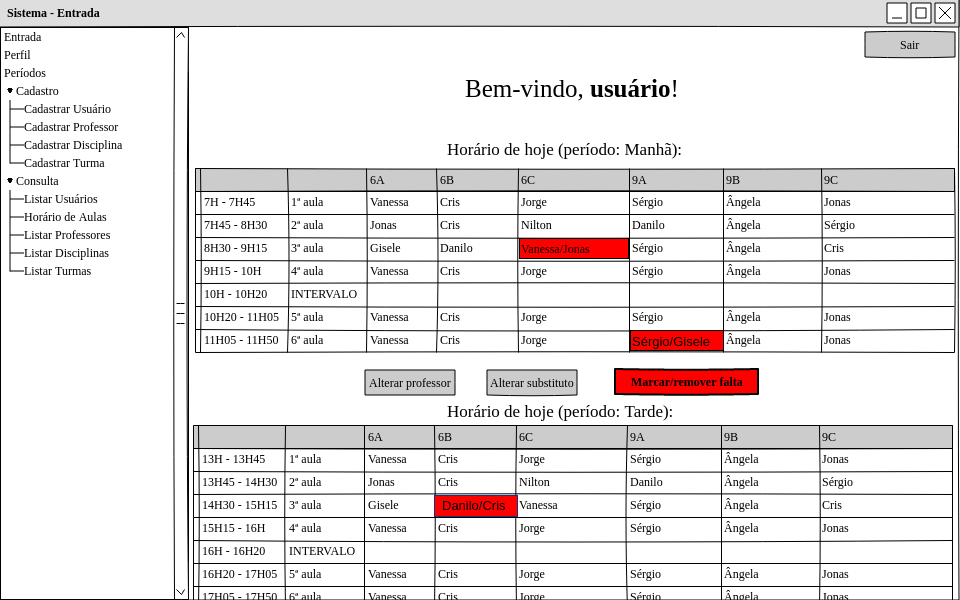 Sistema - Entrada
Entrada
Perfil
Períodos
Cadastro
Cadastrar Usuário
Cadastrar Professor
Cadastrar Disciplina
Cadastrar Turma
Consulta
Listar Usuários
Horário de Aulas
Listar Professores
Listar Disciplinas
Listar Turmas
Sair
Bem-vindo, usuário!
Horário de hoje (período: Manhã):
6A 6B 6C 9A 9B 9C
7H - 7H45 1ª aula Vanessa Cris Jorge Sérgio Ângela Jonas
7H45 - 8H30 2ª aula Jonas Cris Nilton Danilo Ângela Sérgio
8H30 - 9H15 3ª aula Gisele Danilo Vanessa/Jonas Sérgio Ângela Cris
9H15 - 10H 4ª aula Vanessa Cris Jorge Sérgio Ângela Jonas
10H - 10H20 INTERVALO
10H20 - 11H05 5ª aula Vanessa Cris Jorge Sérgio Ângela Jonas
11H05 - 11H50 6ª aula Vanessa Cris Jorge Sérgio/Gisele Ângela Jonas
Alterar professor Alterar substituto Marcar/remover falta
Horário de hoje (período: Tarde):
6A 6B 6C 9A 9B 9C
13H - 13H45 1ª aula Vanessa Cris Jorge Sérgio Ângela Jonas
13H45 - 14H30 2ª aula Jonas Cris Nilton Danilo Ângela Sérgio
14H30 - 15H15 3ª aula Gisele Danilo/Cris Vanessa Sérgio Ângela Cris
15H15 - 16H 4ª aula Vanessa Cris Jorge Sérgio Ângela Jonas
16H - 16H20 INTERVALO
16H20 - 17H05 5ª aula Vanessa Cris Jorge Sérgio Ângela Jonas
17H05 - 17H50 6ª aula Vanessa Cris Jorge Sérgio Ângela Jonas